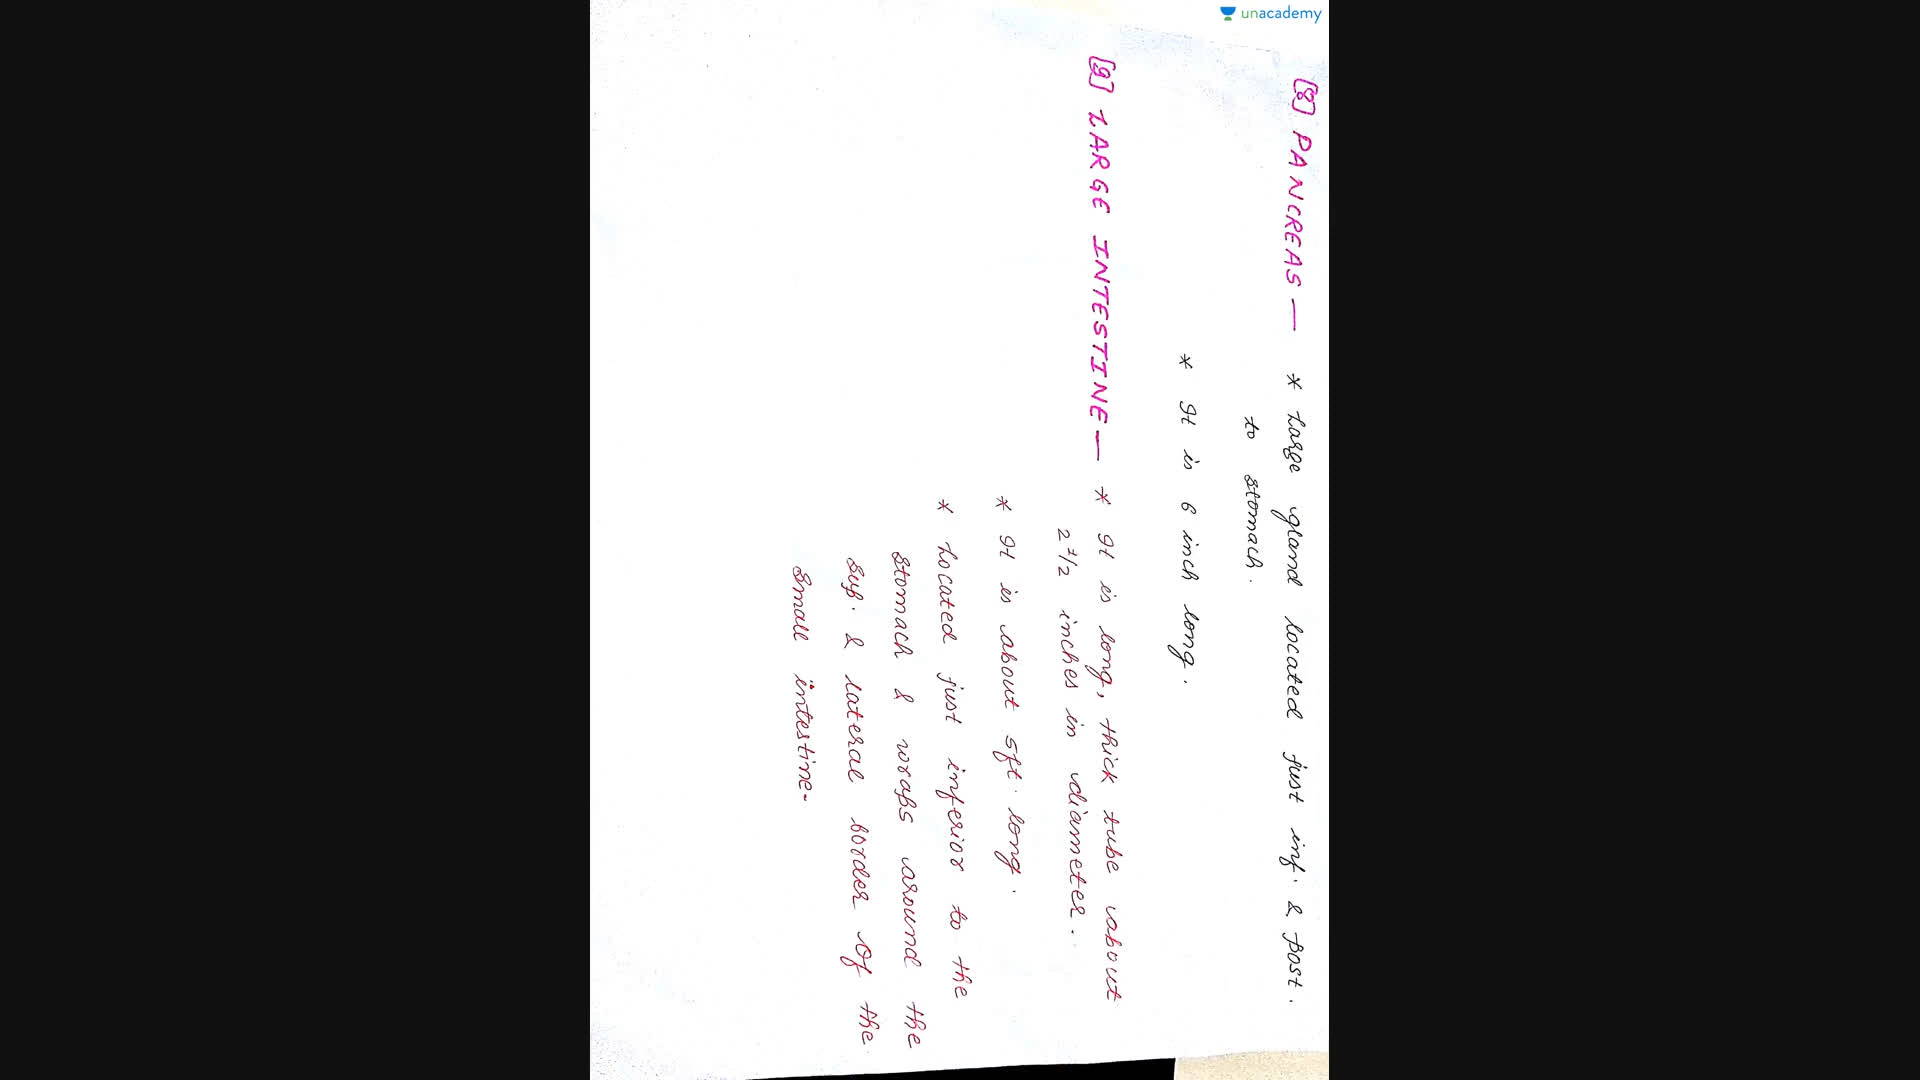 unacademy
[8] PANCREAS — * Large gland located just inf. & post.
to stomach.
* It is 6 inch long.
[9] LARGE INTESTINE — * It is long, thick tube about
2 1/2 inches in diameter.
* It is about 5ft. long.
* Located just inferior to the
stomach & wraps around the
sup. & lateral border of the
small intestine.